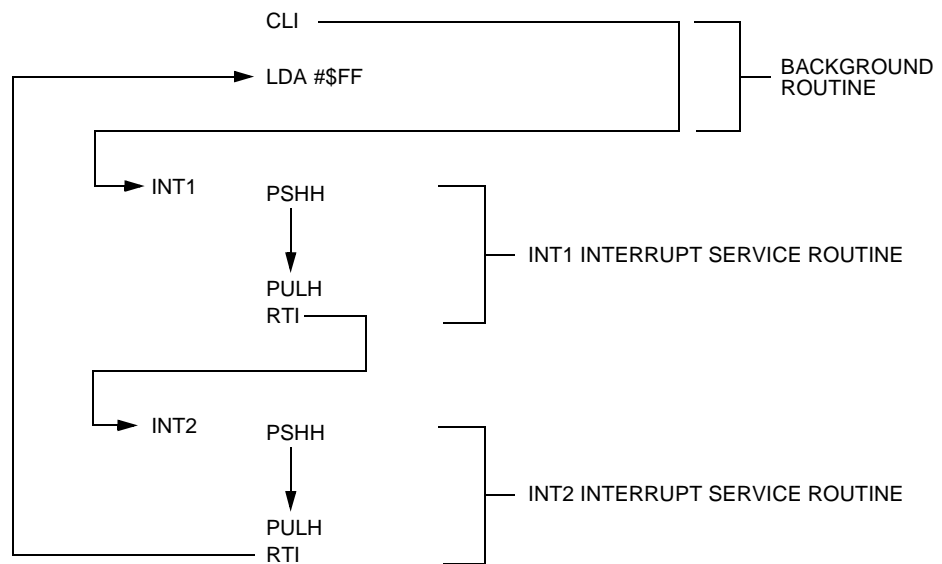 CLI
LDA #$FF
BACKGROUND
ROUTINE
INT1
PSHH
INT1 INTERRUPT SERVICE ROUTINE
PULH
RTI
INT2
PSHH
INT2 INTERRUPT SERVICE ROUTINE
PULH
RTI